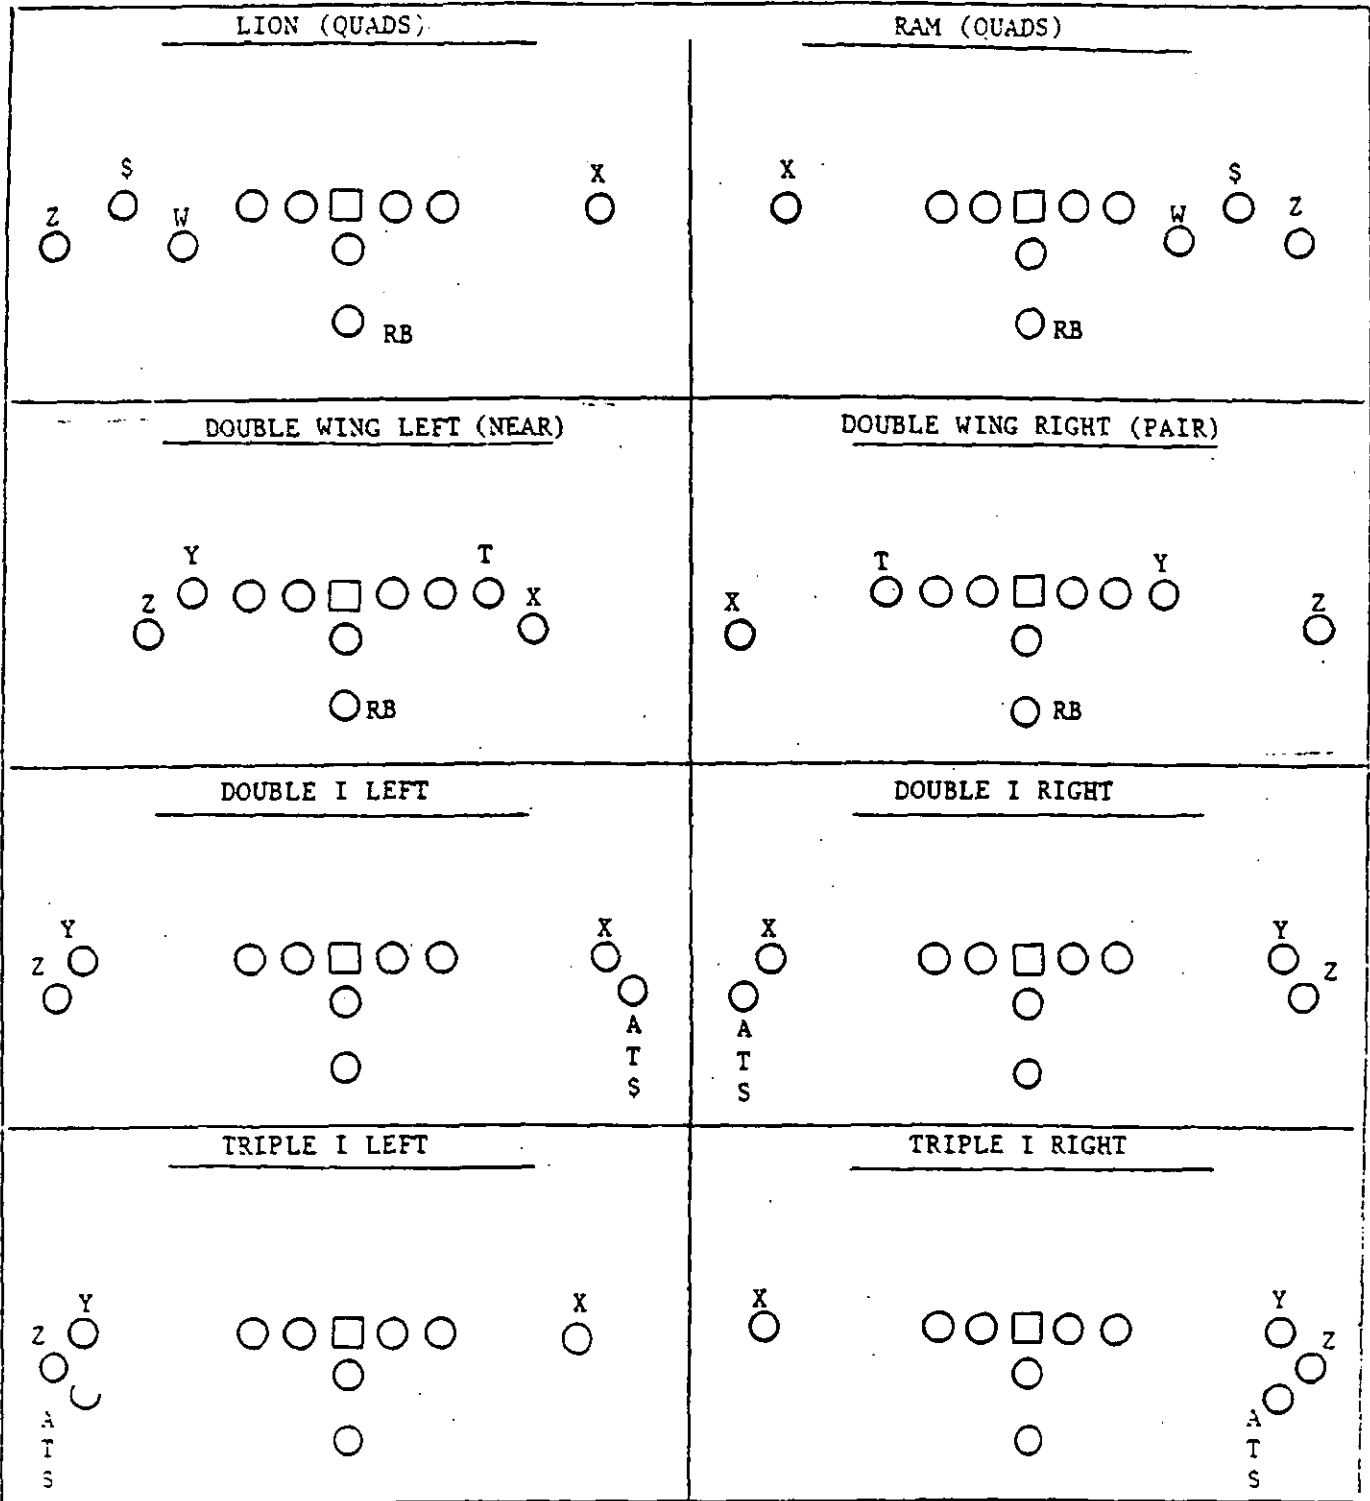 LION (QUADS)
$
Z
W
X
RB
RAM (QUADS)
X
$
W
Z
RB
DOUBLE WING LEFT (NEAR)
Y
T
Z
X
RB
DOUBLE WING RIGHT (PAIR)
T
Y
X
Z
RB
DOUBLE I LEFT
Y
X
Z
A
T
S
DOUBLE I RIGHT
X
Y
Z
A
T
S
TRIPLE I LEFT
Y
X
Z
A
T
S
TRIPLE I RIGHT
X
Y
Z
A
T
S